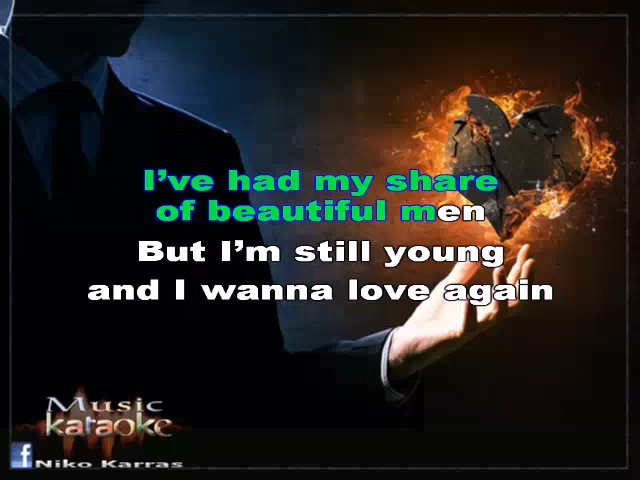 I’ve had my share
of beautiful men
But I’m still young
and I wanna love again
Music
karaoke
f Niko Karras